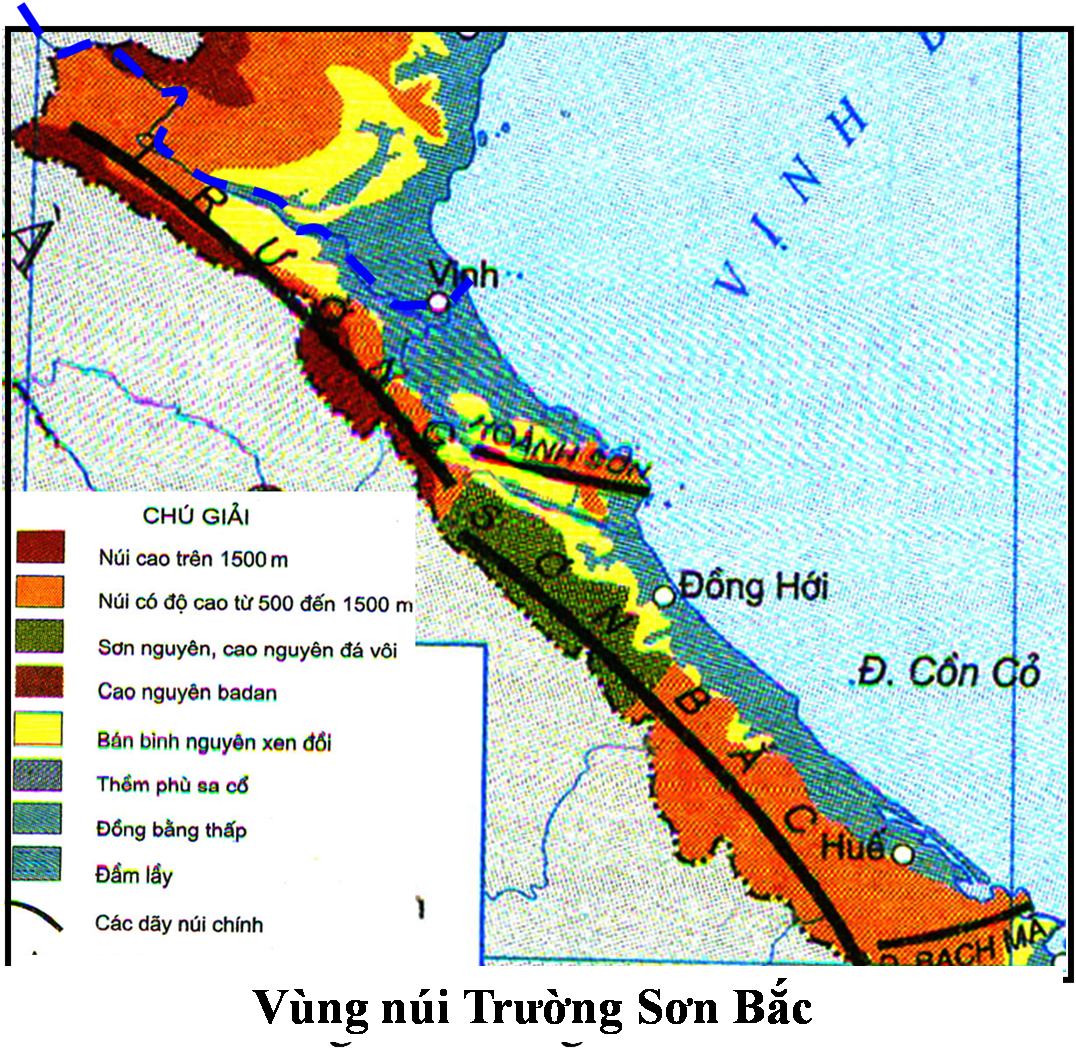 VỊNH B
À
TRƯỜNG SƠN BẮC
Vinh
HOÀNH SƠN
Đồng Hới
Đ. Cồn Cỏ
Huế
BẠCH MÃ
CHÚ GIẢI
Núi cao trên 1500 m
Núi có độ cao từ 500 đến 1500 m
Sơn nguyên, cao nguyên đá vôi
Cao nguyên badan
Bán bình nguyên xen đồi
Thềm phù sa cổ
Đồng bằng thấp
Đầm lầy
Các dãy núi chính
Vùng núi Trường Sơn Bắc